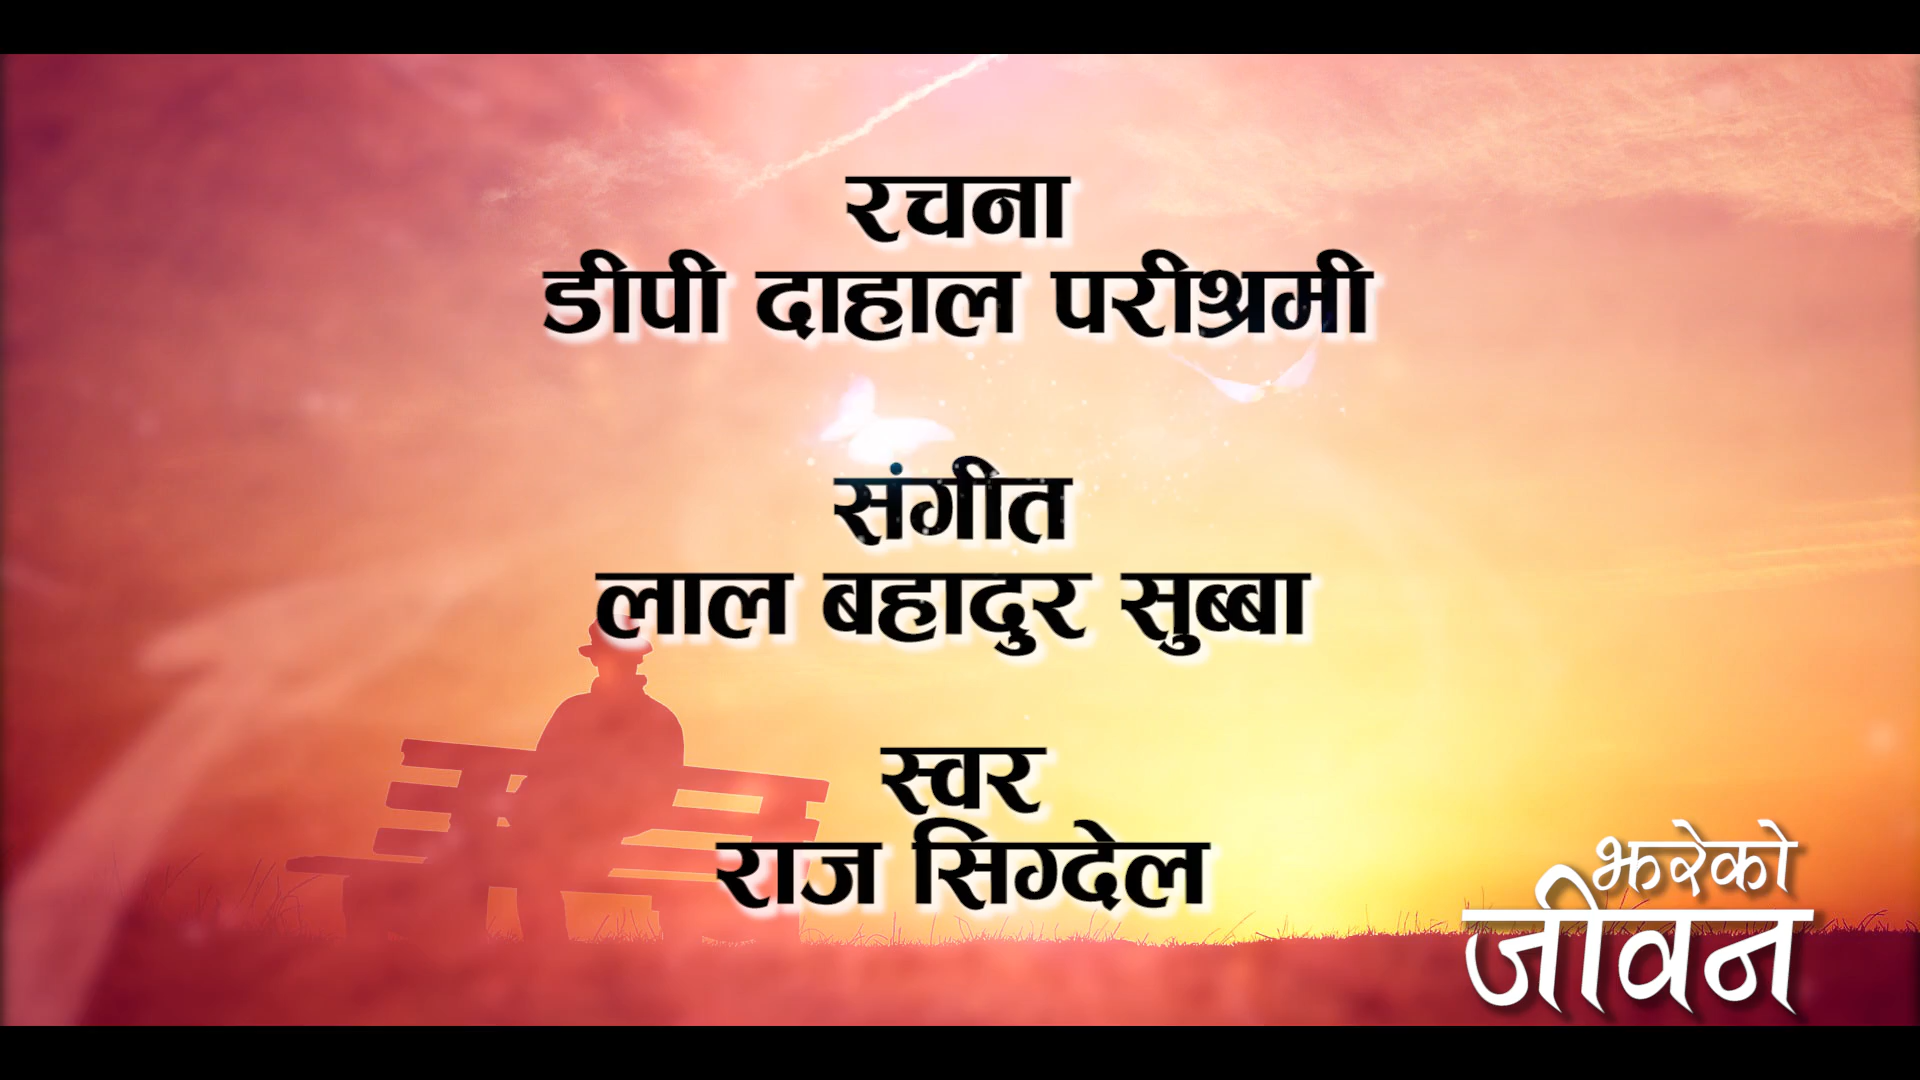 रचना
डीपी दाहाल परीश्रमी
संगीत
लाल बहादुर सुब्बा
स्वर
राज सिग्देल
झरेको
जीवन